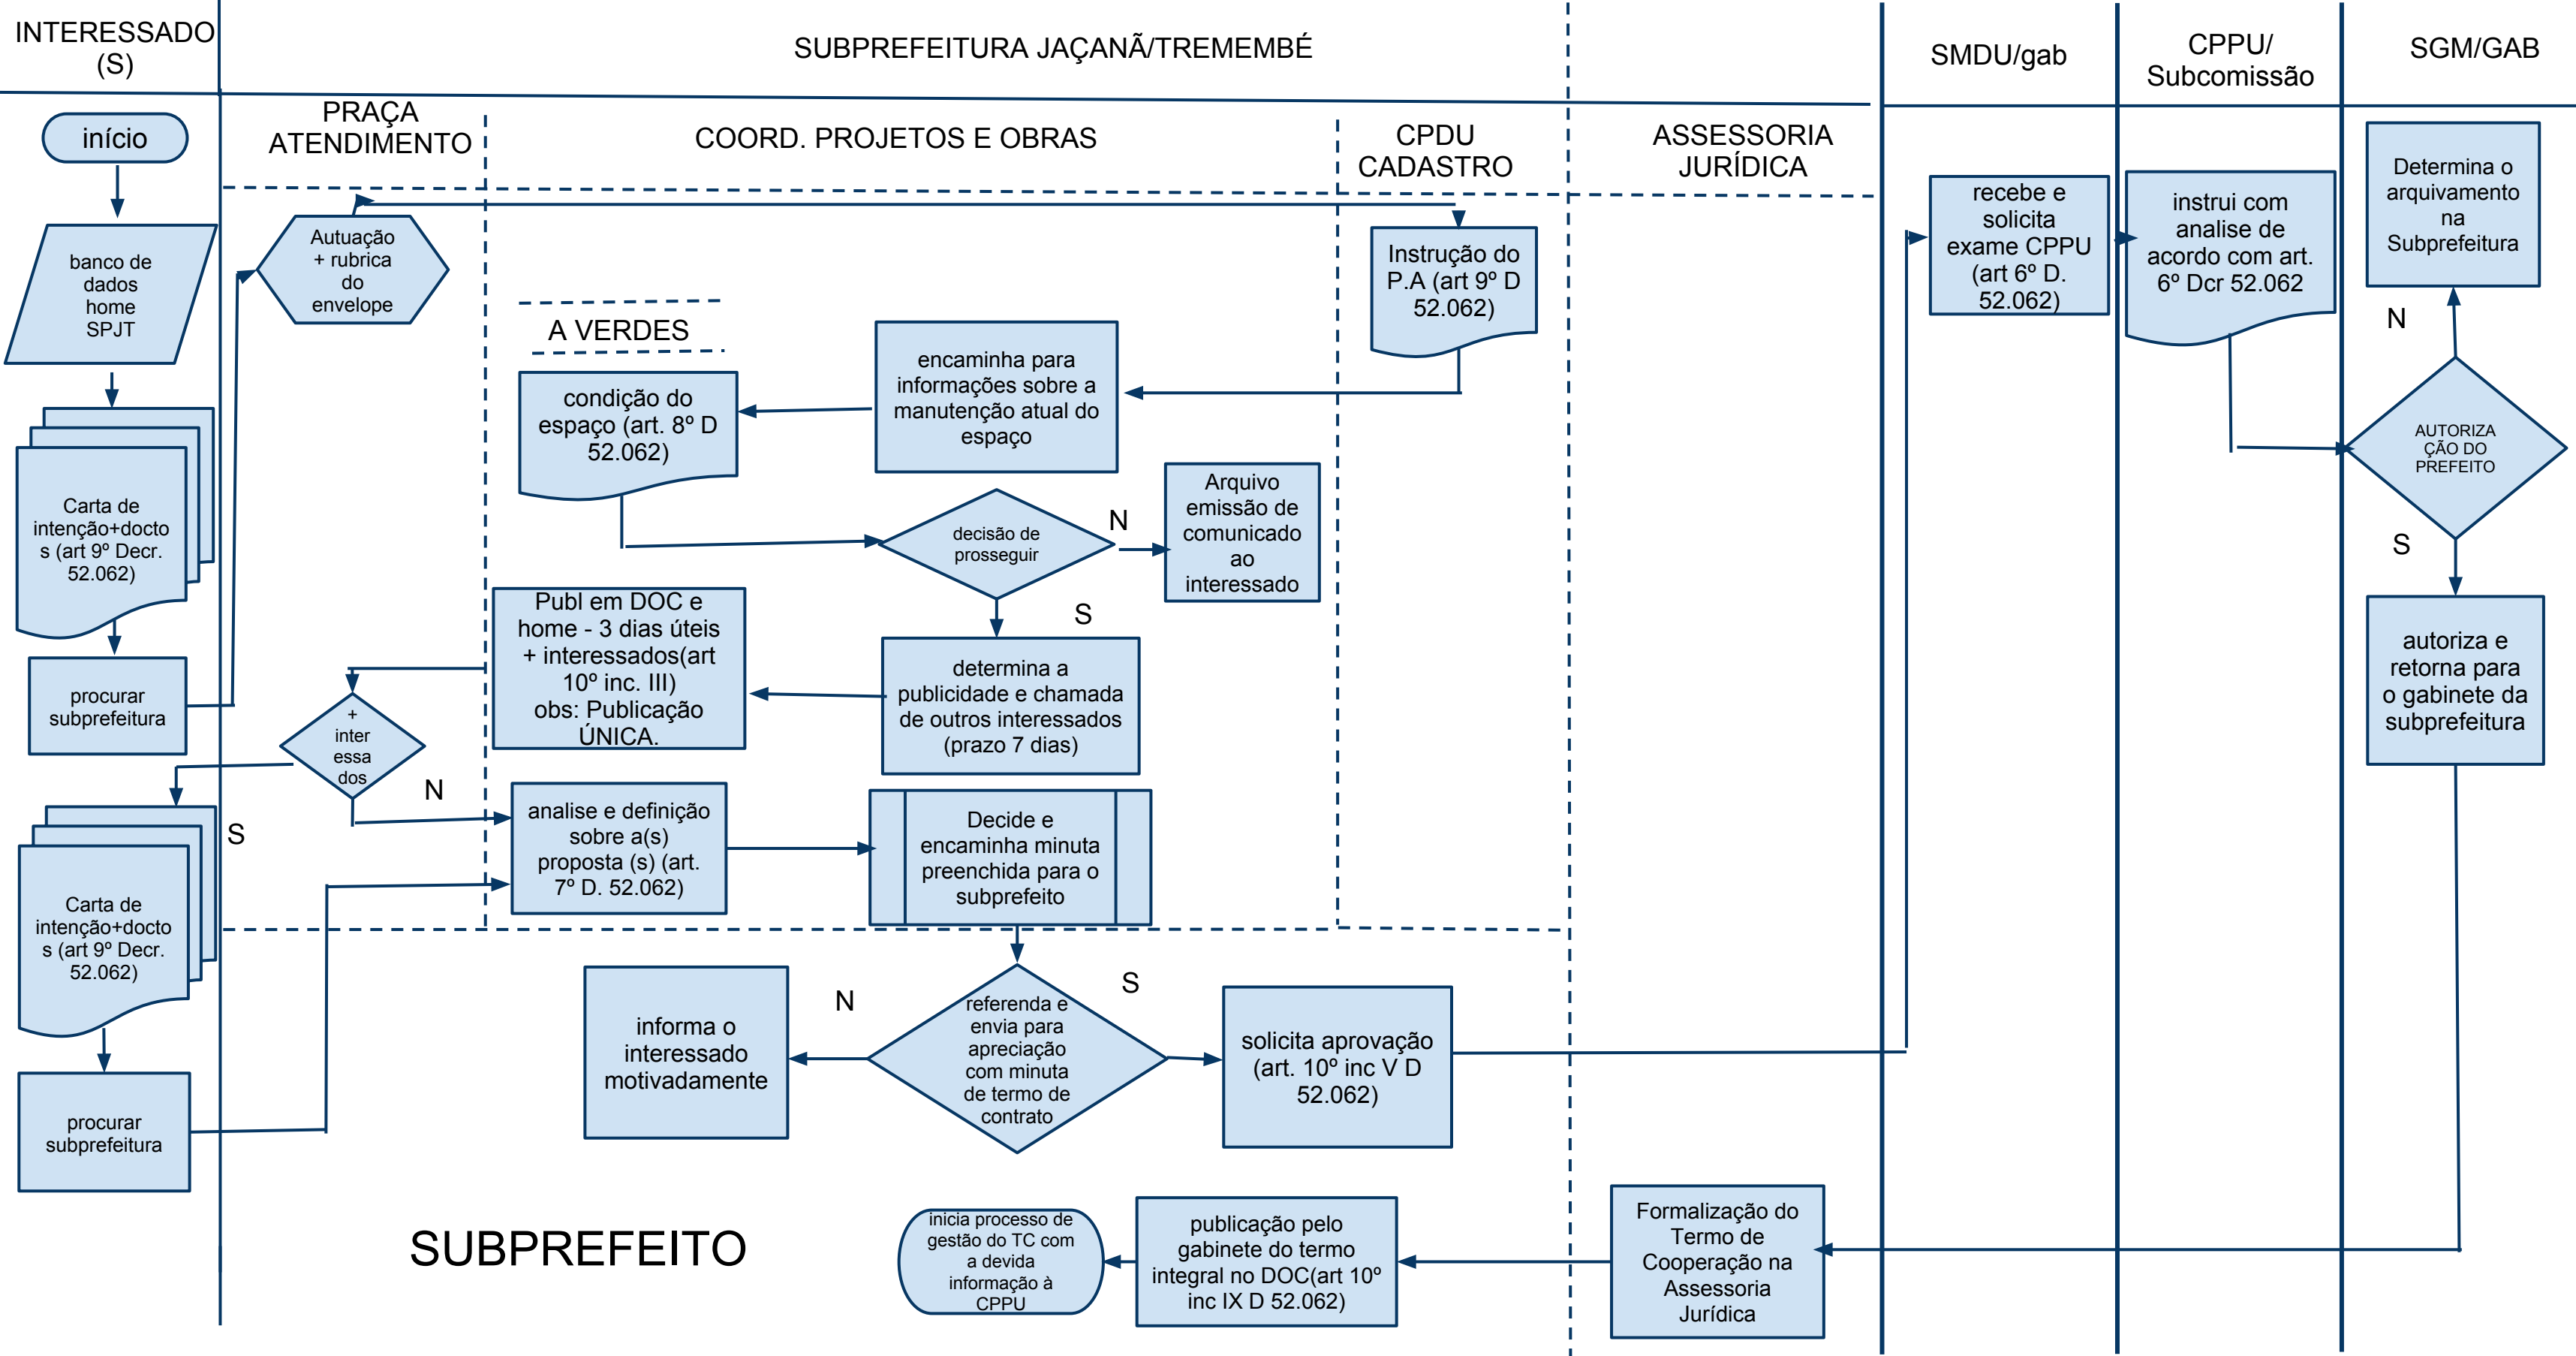 INTERESSADO
(S)
SUBPREFEITURA JAÇANÃ/TREMEMBÉ
SMDU/gab
CPPU/
Subcomissão
SGM/GAB
PRAÇA
ATENDIMENTO
COORD. PROJETOS E OBRAS
CPDU
CADASTRO
ASSESSORIA
JURÍDICA
início
banco de
dados
home
SPJT
Carta de
intenção+docto
s (art 9º Decr.
52.062)
procurar
subprefeitura
Autuação
+ rubrica
do
envelope
Instrução do
P.A (art 9º D
52.062)
A VERDES
condição do
espaço (art. 8º D
52.062)
encaminha para
informações sobre a
manutenção atual do
espaço
decisão de
prosseguir
N
Arquivo
emissão de
comunicado
ao
interessado
S
determina a
publicidade e chamada
de outros interessados
(prazo 7 dias)
Publ em DOC e
home - 3 dias úteis
+ interessados(art
10º inc. III)
obs: Publicação
ÚNICA.
+
inter
essa
dos
N
S
Carta de
intenção+docto
s (art 9º Decr.
52.062)
procurar
subprefeitura
analise e definição
sobre a(s)
proposta (s) (art.
7º D. 52.062)
Decide e
encaminha minuta
preenchida para o
subprefeito
referenda e
envia para
apreciação
com minuta
de termo de
contrato
N
informa o
interessado
motivadamente
S
solicita aprovação
(art. 10º inc V D
52.062)
recebe e
solicita
exame CPPU
(art 6º D.
52.062)
instrui com
analise de
acordo com art.
6º Dcr 52.062
Determina o
arquivamento
na
Subprefeitura
N
AUTORIZA
ÇÃO DO
PREFEITO
S
autoriza e
retorna para
o gabinete da
subprefeitura
SUBPREFEITO
inicia processo de
gestão do TC com
a devida
informação à
CPPU
publicação pelo
gabinete do termo
integral no DOC(art 10º
inc IX D 52.062)
Formalização do
Termo de
Cooperação na
Assessoria
Jurídica